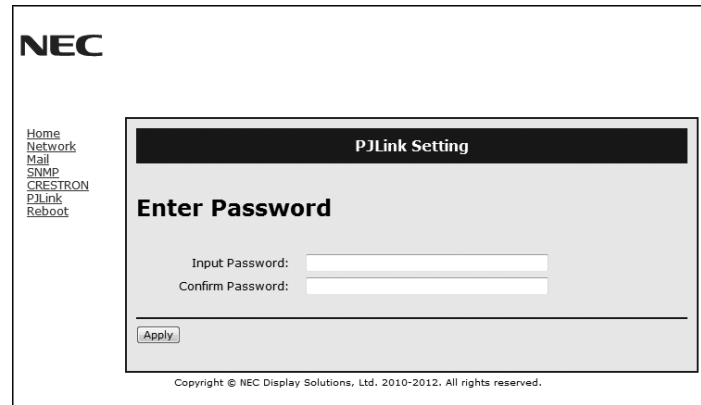 NEC
Home
Network
Mail
SNMP
CRESTRON
PJLink
Reboot
PJLink Setting
Enter Password
Input Password:
Confirm Password:
Apply
Copyright © NEC Display Solutions, Ltd. 2010-2012. All rights reserved.